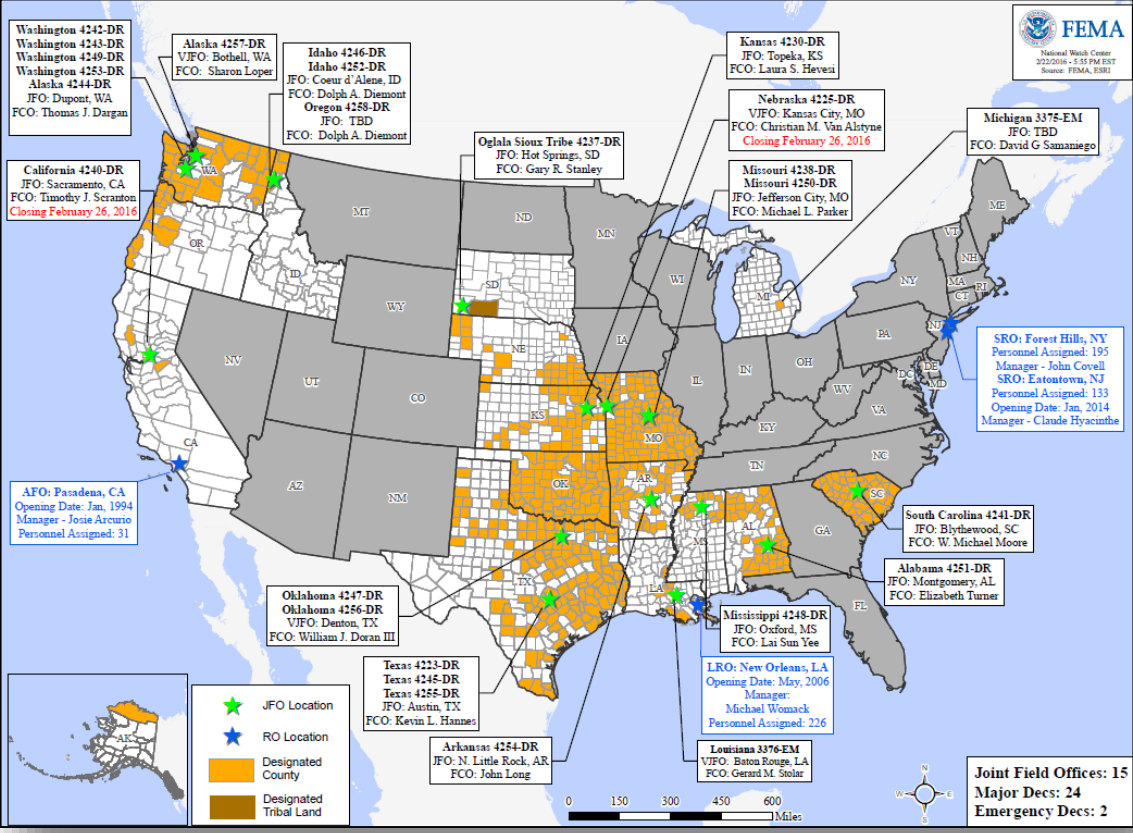 Washington 4242-DR
Washington 4243-DR
Washington 4249-DR
Washington 4253-DR
Alaska 4244-DR
JFO: Dupont, WA
FCO: Thomas J. Dargan
Alaska 4257-DR
VJFO: Bothell, WA
FCO: Sharon Loper
Idaho 4246-DR
Idaho 4252-DR
JFO: Coeur d'Alene, ID
FCO: Dolph A. Diemont
Oregon 4258-DR
JFO: TBD
FCO: Dolph A. Diemont
Kansas 4230-DR
JFO: Topeka, KS
FCO: Laura S. Hevesi
FEMA
National Watch Center
2/22/2016 - 5:55 PM EST
Source: FEMA, ESRI
Nebraska 4225-DR
VJFO: Kansas City, MO
FCO: Christian M. Van Alstyne
Closing February 26, 2016
Michigan 3375-EM
JFO: TBD
FCO: David G Samaniego
Oglala Sioux Tribe 4237-DR
JFO: Hot Springs, SD
FCO: Gary R. Stanley
California 4240-DR
JFO: Sacramento, CA
FCO: Timothy J. Scranton
Closing February 26, 2016
Missouri 4238-DR
Missouri 4250-DR
JFO: Jefferson City, MO
FCO: Michael L. Parker
WA
MT
ND
MN
ME
OR
ID
WY
SD
WI
MI
VT
NH
NY
MA
RI
CT
NV
UT
CO
NE
IA
IL
IN
OH
PA
NJ
DE
DC
MD
WV
VA
CA
KS
MO
KY
AZ
NM
OK
AR
TN
NC
SC
TX
LA
MS
AL
GA
FL
SRO: Forest Hills, NY
Personnel Assigned: 195
Manager - John Covell
SRO: Eatontown, NJ
Personnel Assigned: 133
Opening Date: Jan, 2014
Manager - Claude Hyacinthe
AFO: Pasadena, CA
Opening Date: Jan, 1994
Manager - Josie Arcurio
Personnel Assigned: 31
South Carolina 4241-DR
JFO: Blythewood, SC
FCO: W. Michael Moore
Alabama 4251-DR
JFO: Montgomery, AL
FCO: Elizabeth Turner
Oklahoma 4247-DR
Oklahoma 4256-DR
VJFO: Denton, TX
FCO: William J. Doran III
Mississippi 4248-DR
JFO: Oxford, MS
FCO: Lai Sun Yee
Texas 4223-DR
Texas 4245-DR
Texas 4255-DR
JFO: Austin, TX
FCO: Kevin L. Hannes
LRO: New Orleans, LA
Opening Date: May, 2006
Manager:
Michael Womack
Personnel Assigned: 226
Arkansas 4254-DR
JFO: N. Little Rock, AR
FCO: John Long
Louisiana 3376-EM
VJFO: Baton Rouge, LA
FCO: Gerard M. Stolar
AK
JFO Location
RO Location
Designated
County
Designated
Tribal Land
0 150 300 450 600
Miles
N
W
E
S
Joint Field Offices: 15
Major Decs: 24
Emergency Decs: 2